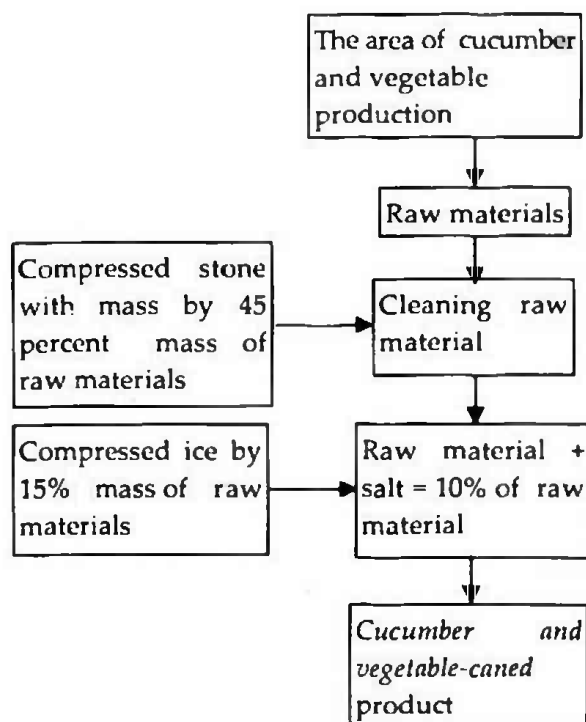 The area of cucumber
and vegetable
production
Raw materials
Compressed stone
with mass by 45
percent mass of
raw materials
Cleaning raw
material
Compressed ice by
15% mass of raw
materials
Raw material +
salt = 10% of raw
material
Cucumber and
vegetable-caned
product